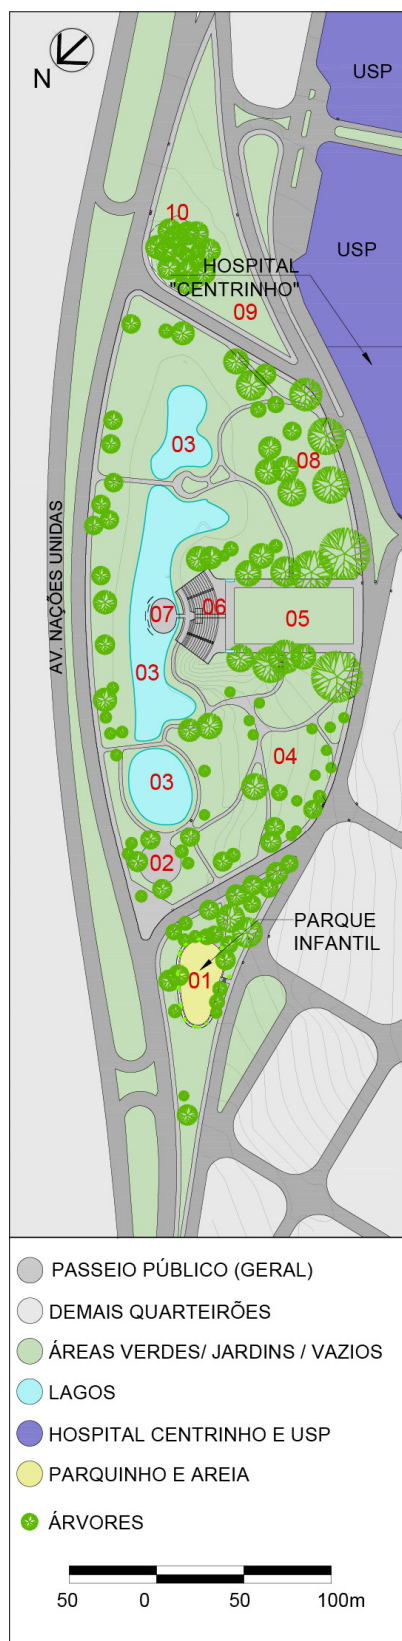 N
USP
USP
10
HOSPITAL
"CENTRINHO"
09
03
08
AV. NAÇÕES UNIDAS
07
06
05
03
04
03
02
PARQUE
INFANTIL
01
PASSEIO PÚBLICO (GERAL)
DEMAIS QUARTEIRÕES
ÁREAS VERDES/ JARDINS / VAZIOS
LAGOS
HOSPITAL CENTRINHO E USP
PARQUINHO E AREIA
ÁRVORES
50 0 50 100m